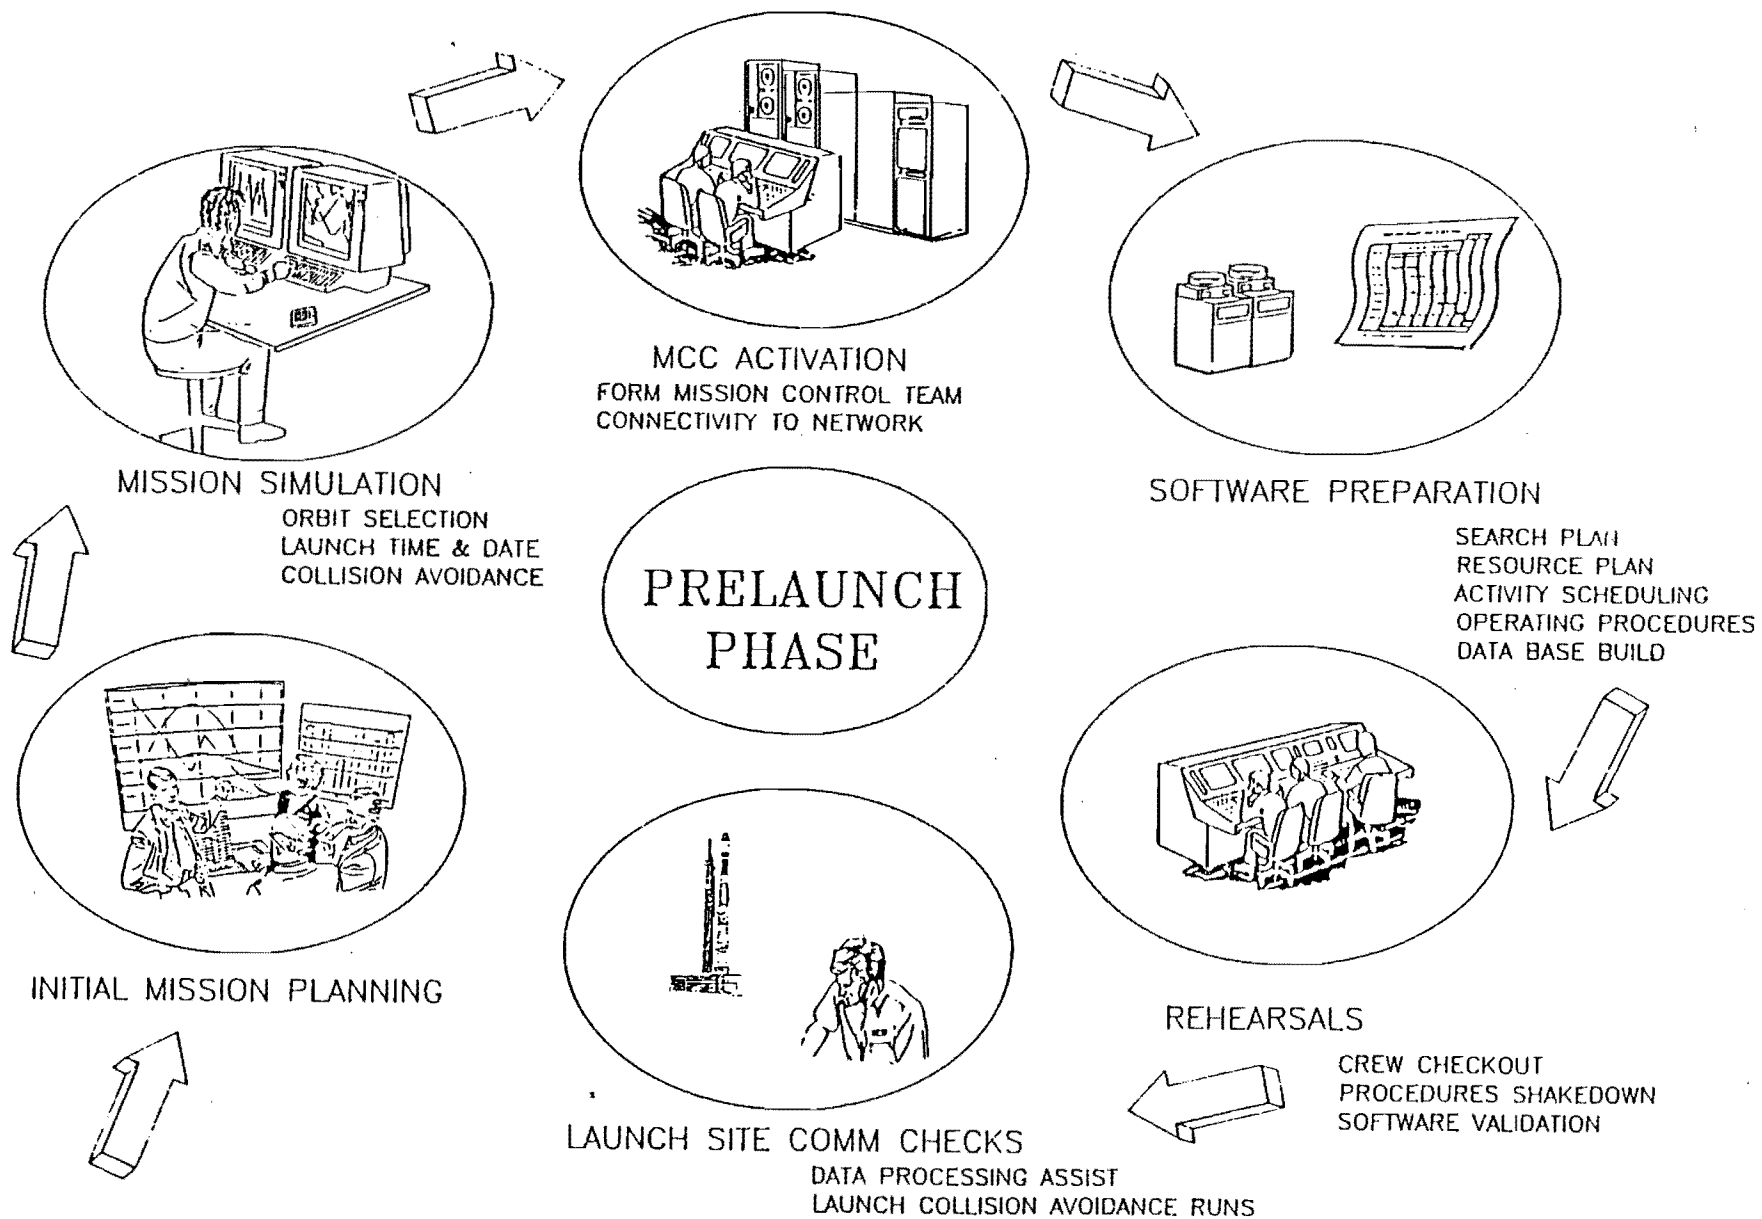 MCC ACTIVATION
FORM MISSION CONTROL TEAM
CONNECTIVITY TO NETWORK
MISSION SIMULATION
ORBIT SELECTION
LAUNCH TIME & DATE
COLLISION AVOIDANCE
SOFTWARE PREPARATION
SEARCH PLAN
RESOURCE PLAN
ACTIVITY SCHEDULING
OPERATING PROCEDURES
DATA BASE BUILD
PRELAUNCH
PHASE
INITIAL MISSION PLANNING
REHEARSALS
CREW CHECKOUT
PROCEDURES SHAKEDOWN
SOFTWARE VALIDATION
LAUNCH SITE COMM CHECKS
DATA PROCESSING ASSIST
LAUNCH COLLISION AVOIDANCE RUNS